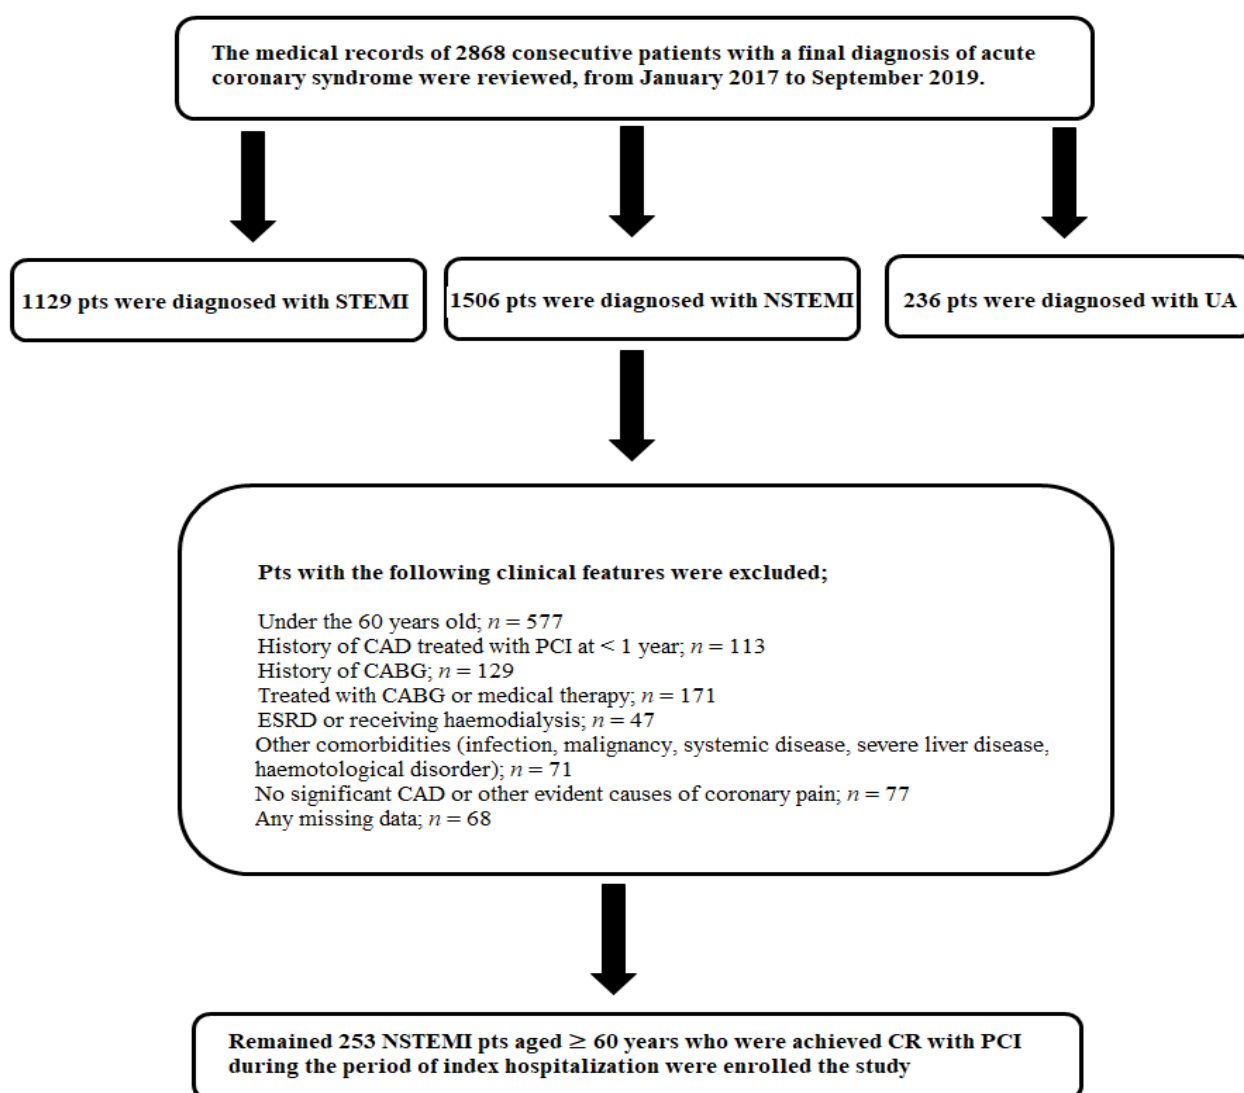 The medical records of 2868 consecutive patients with a final diagnosis of acute
coronary syndrome were reviewed, from January 2017 to September 2019.
1129 pts were diagnosed with STEMI
1506 pts were diagnosed with NSTEMI
236 pts were diagnosed with UA
Pts with the following clinical features were excluded;
Under the 60 years old; n = 577
History of CAD treated with PCI at < 1 year; n = 113
History of CABG; n = 129
Treated with CABG or medical therapy; n = 171
ESRD or receiving haemodialysis; n = 47
Other comorbidities (infection, malignancy, systemic disease, severe liver disease,
haemotological disorder); n = 71
No significant CAD or other evident causes of coronary pain; n = 77
Any missing data; n = 68
Remained 253 NSTEMI pts aged ≥ 60 years who were achieved CR with PCI
during the period of index hospitalization were enrolled the study